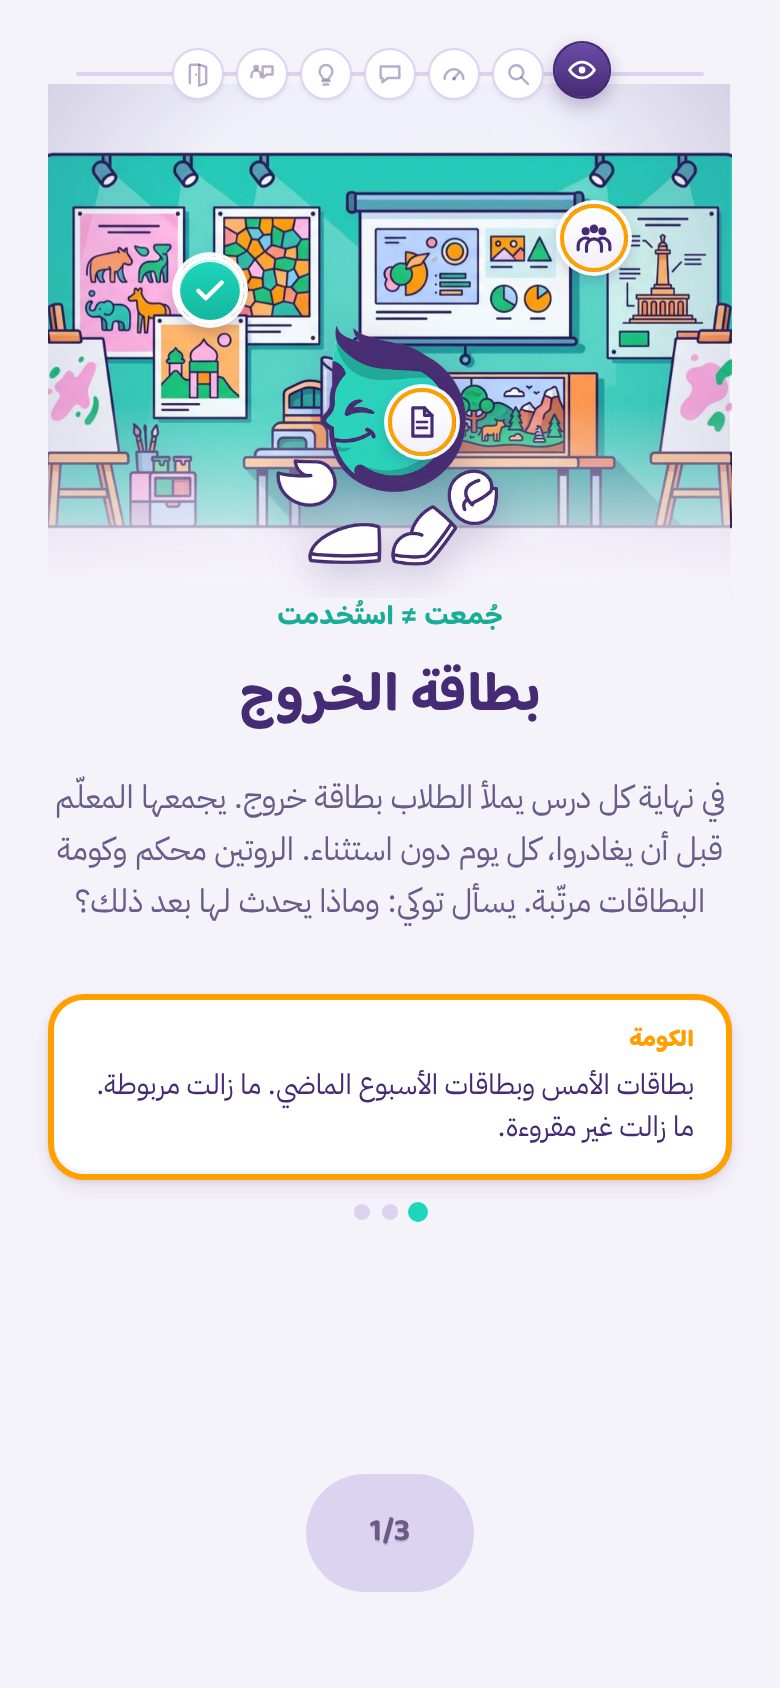 جُمعت ≠ استُخدمت
بطاقة الخروج
في نهاية كل درس يملأ الطلاب بطاقة خروج. يجمعها المعلّم
قبل أن يغادروا، كل يوم دون استثناء. الروتين محكم وكومة
البطاقات مرتّبة. يسأل توكي: وماذا يحدث لها بعد ذلك؟
الكومة
بطاقات الأمس وبطاقات الأسبوع الماضي. ما زالت مربوطة.
ما زالت غير مقروءة.
1/3